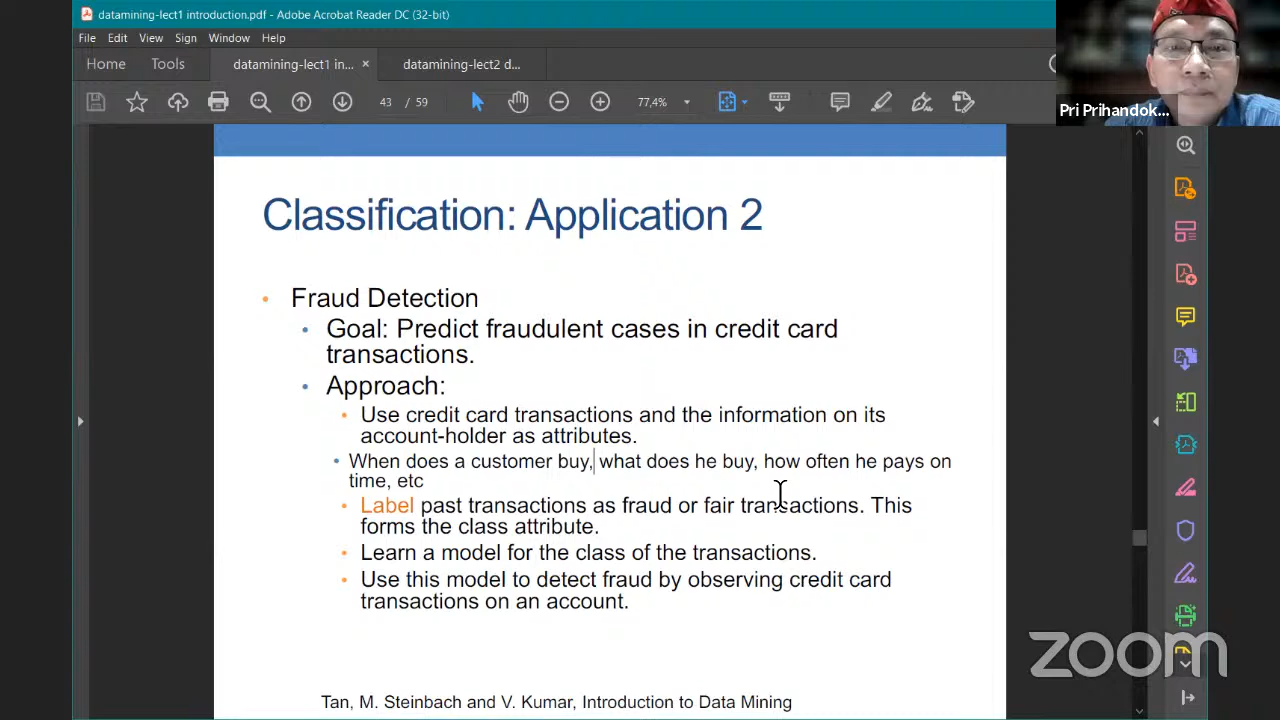 datamining-lect1 introduction.pdf - Adobe Acrobat Reader DC (32-bit)
File Edit View Sign Window Help
Home Tools datamining-lect1 in... × datamining-lect2 d...
43 / 59 77,4%
Pri Prihandok...
Classification: Application 2
• Fraud Detection
• Goal: Predict fraudulent cases in credit card
transactions.
• Approach:
• Use credit card transactions and the information on its
account-holder as attributes.
• When does a customer buy, what does he buy, how often he pays on
time, etc
• Label past transactions as fraud or fair transactions. This
forms the class attribute.
• Learn a model for the class of the transactions.
• Use this model to detect fraud by observing credit card
transactions on an account.
zoom
Tan, M. Steinbach and V. Kumar, Introduction to Data Mining